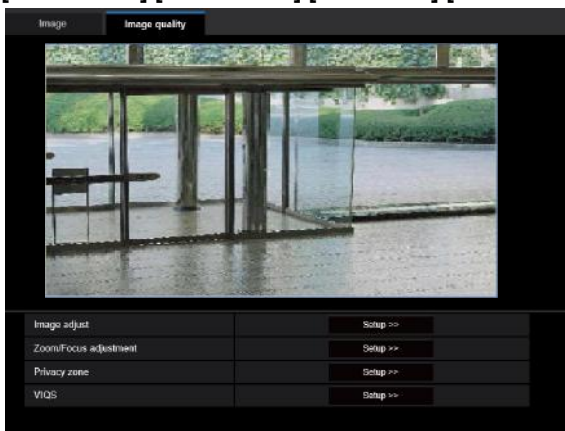 Image Image quality
Image adjust Setup >>
Zoom/Focus adjustment Setup >>
Privacy zone Setup >>
VIQS Setup >>